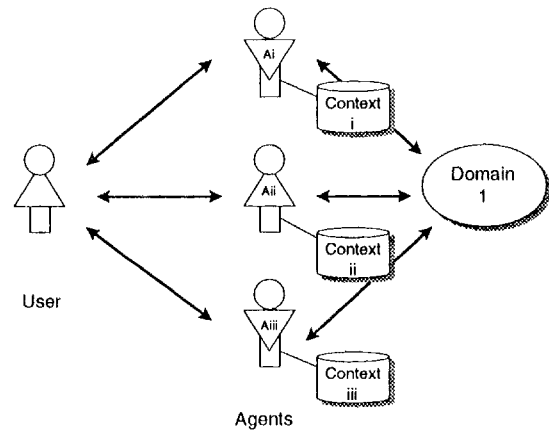 Ai
Context
i
Domain
1
Aii
Context
ii
User
Aiii
Context
iii
Agents